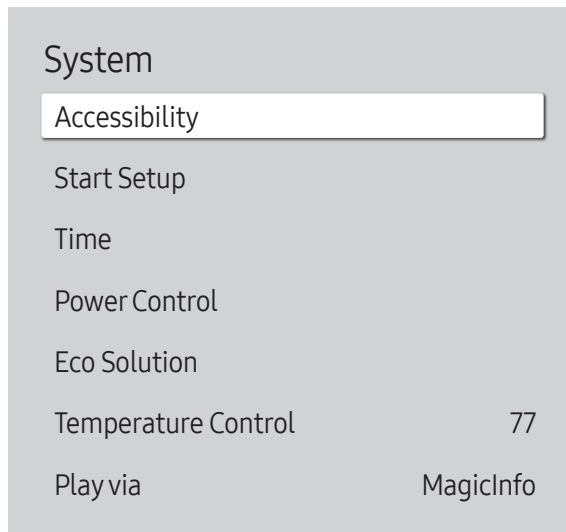 System
Accessibility
Start Setup
Time
Power Control
Eco Solution
Temperature Control 77
Play via MagicInfo